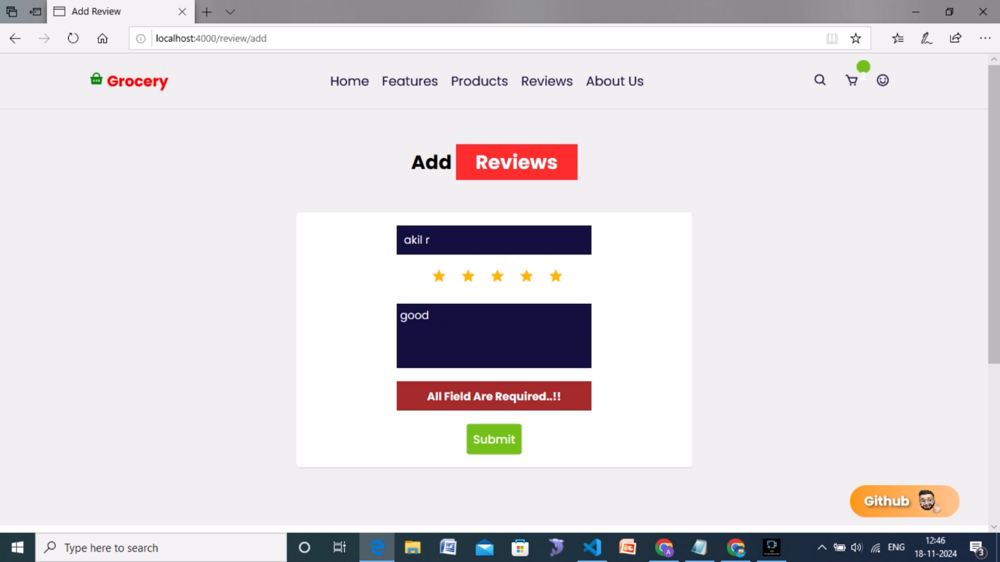 Add Review
localhost:4000/review/add
Grocery
Home Features Products Reviews About Us
Add Reviews
akil r
good
All Field Are Required..!!
Submit
Github
Type here to search
ENG
12:46
18-11-2024
3